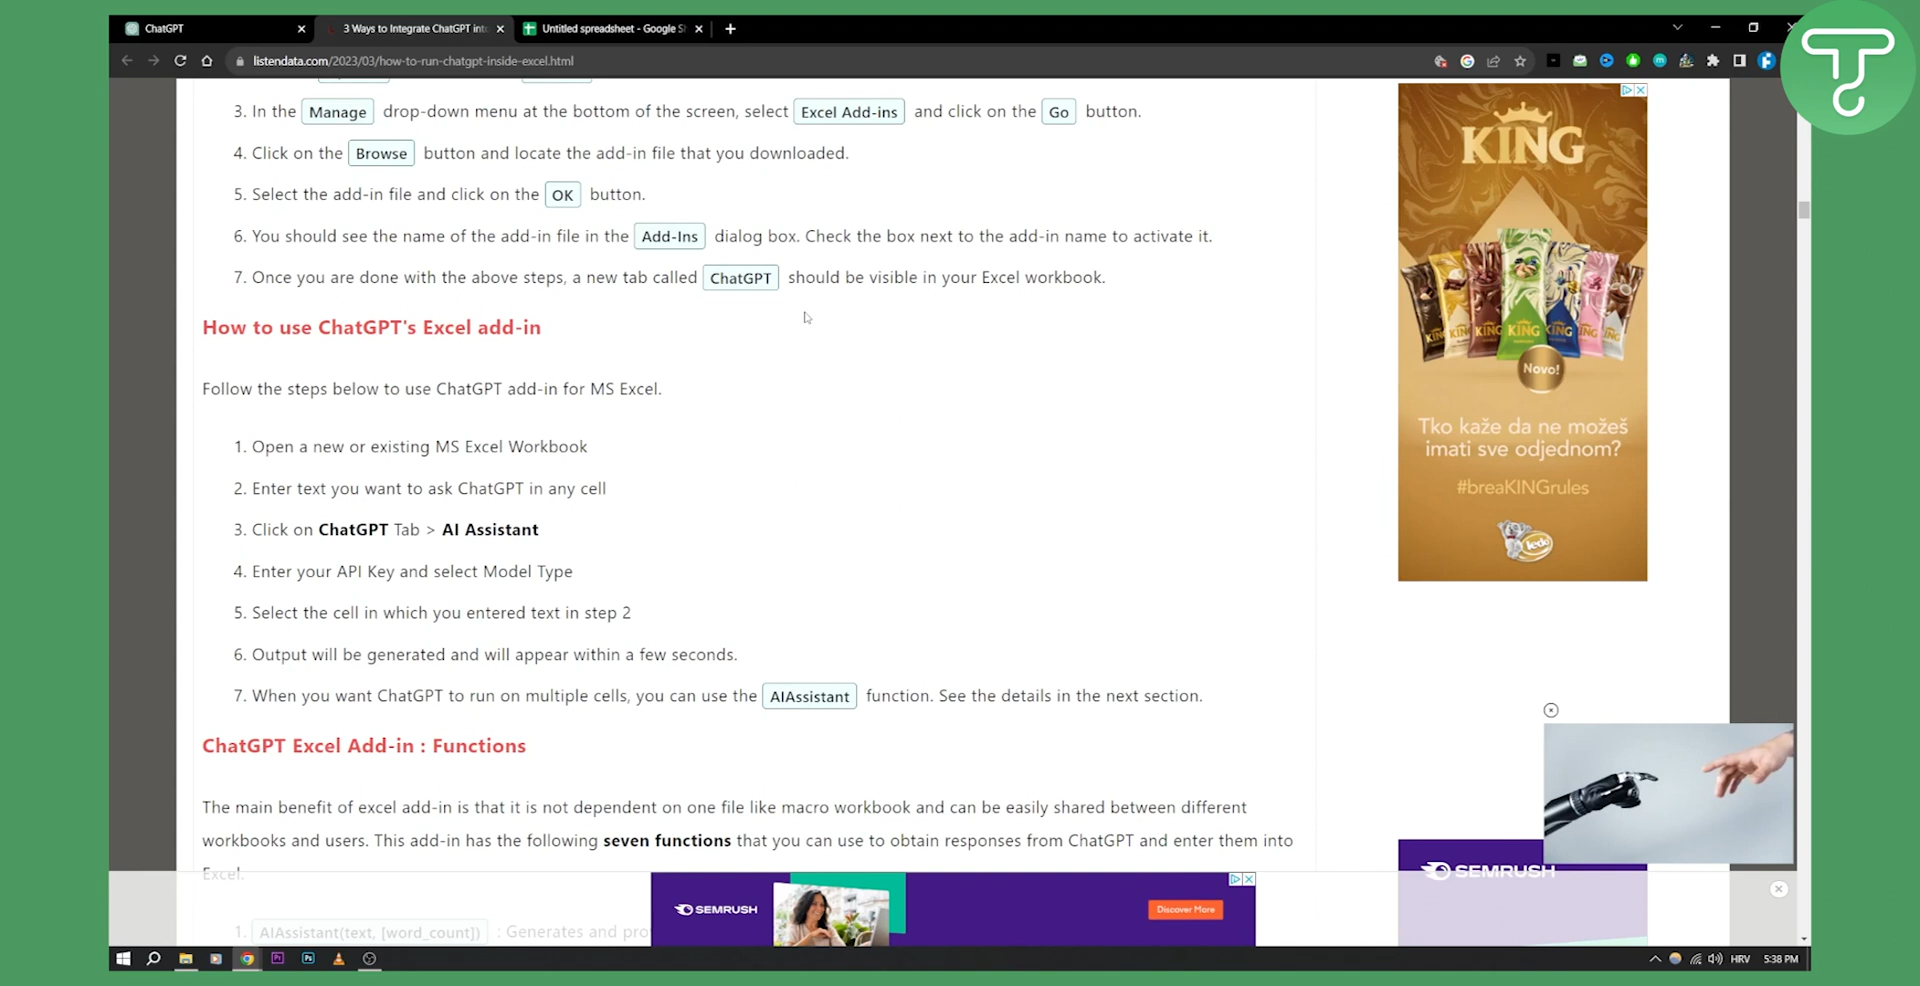 ChatGPT
3 Ways to Integrate ChatGPT into
Untitled spreadsheet - Google S
listendata.com/2023/03/how-to-run-chatgpt-inside-excel.html
3. In the Manage drop-down menu at the bottom of the screen, select Excel Add-ins and click on the Go button.
4. Click on the Browse button and locate the add-in file that you downloaded.
5. Select the add-in file and click on the OK button.
6. You should see the name of the add-in file in the Add-Ins dialog box. Check the box next to the add-in name to activate it.
7. Once you are done with the above steps, a new tab called ChatGPT should be visible in your Excel workbook.
How to use ChatGPT's Excel add-in
Follow the steps below to use ChatGPT add-in for MS Excel.
1. Open a new or existing MS Excel Workbook
2. Enter text you want to ask ChatGPT in any cell
3. Click on ChatGPT Tab > AI Assistant
4. Enter your API Key and select Model Type
5. Select the cell in which you entered text in step 2
6. Output will be generated and will appear within a few seconds.
7. When you want ChatGPT to run on multiple cells, you can use the AIAssistant function. See the details in the next section.
ChatGPT Excel Add-in : Functions
The main benefit of excel add-in is that it is not dependent on one file like macro workbook and can be easily shared between different
workbooks and users. This add-in has the following seven functions that you can use to obtain responses from ChatGPT and enter them into
Excel.
1. AIAssistant(text, [word_count]) : Generates and pro
KING
KING KING KING KING KING
Novo!
Tko kaže da ne možeš
imati sve odjednom?
#breaKINGrules
ledo
SEMRUSH
SEMRUSH
Discover More
HRV
5:38 PM